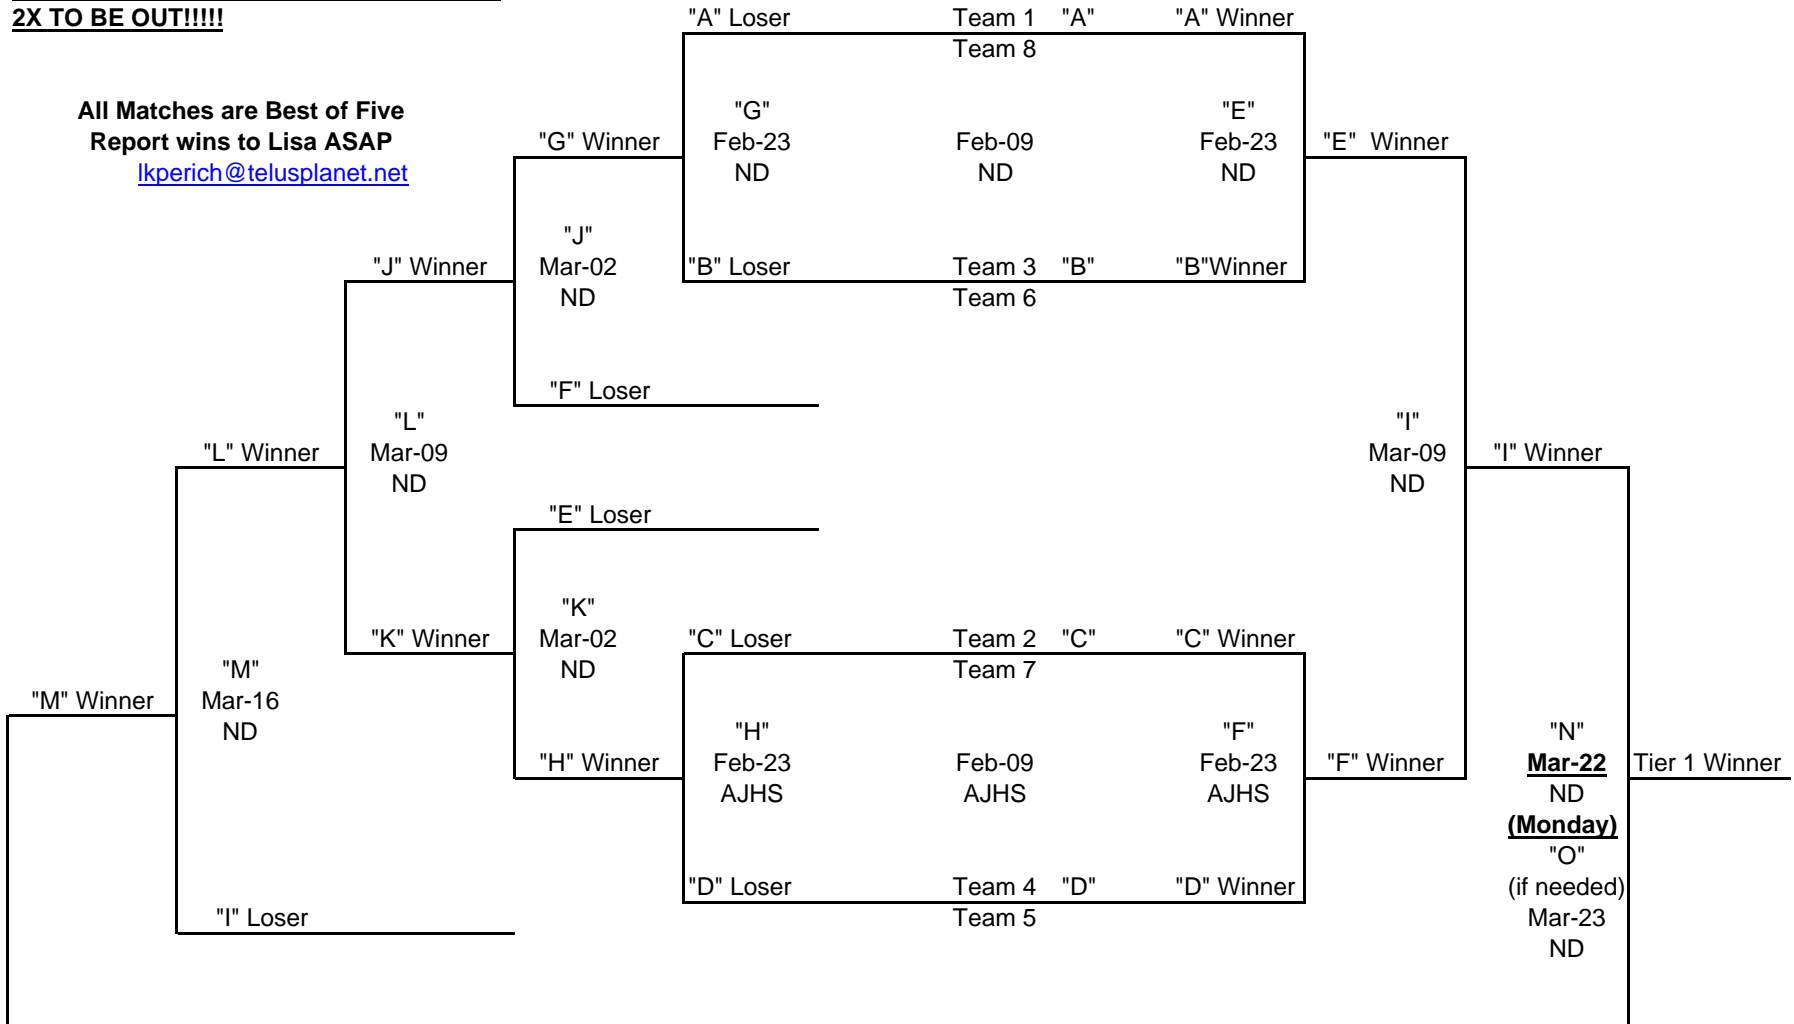 2X TO BE OUT!!!!!
"A" Loser Team 1 "A" "A" Winner
Team 8
All Matches are Best of Five "G" "E"
Report wins to Lisa ASAP "G" Winner Feb-23 Feb-09 Feb-23 "E" Winner
lkperich@telusplanet.net ND ND ND
"J"
"J" Winner Mar-02 "B" Loser Team 3 "B" "B"Winner
ND Team 6
"F" Loser
"L" "I"
"L" Winner Mar-09 Mar-09 "I" Winner
ND ND
"E" Loser
"K"
"K" Winner Mar-02 "C" Loser Team 2 "C" "C" Winner
"M" ND Team 7
"M" Winner Mar-16
ND "H" "F" "N"
"H" Winner Feb-23 Feb-09 Feb-23 "F" Winner Mar-22 Tier 1 Winner
AJHS AJHS AJHS ND
(Monday)
"O"
"D" Loser Team 4 "D" "D" Winner (if needed)
"I" Loser Team 5 Mar-23
ND